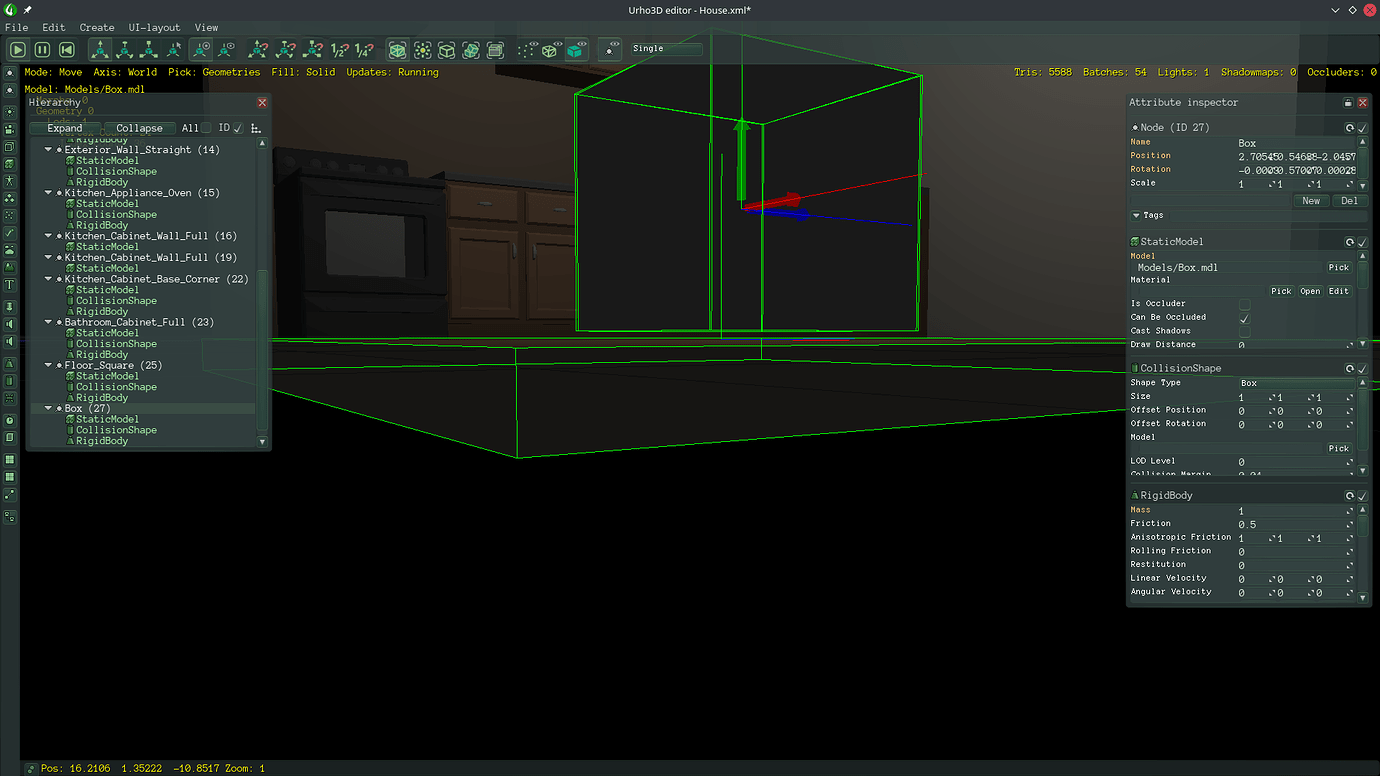 Urho3D editor - House.xml*
File Edit Create UI-layout View
1/2? 1/4? Single
Mode: Move Axis: World Pick: Geometries Fill: Solid Updates: Running
Tris: 5588 Batches: 54 Lights: 1 Shadowmaps: 0 Occluders: 0
Model: Models/Box.mdl
Hierarchy
Geometry 0
Expand Collapse All ID
RigidBody
Exterior_Wall_Straight (14)
StaticModel
CollisionShape
RigidBody
Kitchen_Appliance_Oven (15)
StaticModel
CollisionShape
RigidBody
Kitchen_Cabinet_Wall_Full (16)
StaticModel
Kitchen_Cabinet_Wall_Full (19)
StaticModel
Kitchen_Cabinet_Base_Corner (22)
StaticModel
CollisionShape
RigidBody
Bathroom_Cabinet_Full (23)
StaticModel
CollisionShape
RigidBody
Floor_Square (25)
StaticModel
CollisionShape
RigidBody
Box (27)
StaticModel
CollisionShape
RigidBody
Attribute inspector
Node (ID 27)
Name Box
Position
Rotation
Scale 1 1 1
New Del
Tags
StaticModel
Model
Models/Box.mdl Pick
Material
Pick Open Edit
Is Occluder
Can Be Occluded
Cast Shadows
Draw Distance 0
CollisionShape
Shape Type Box
Size 1 1 1
Offset Position 0 0 0
Offset Rotation 0 0 0
Model
Pick
LOD Level 0
Collision Margin 0.04
RigidBody
Mass 1
Friction 0.5
Anisotropic Friction 1 1 1
Rolling Friction 0
Restitution 0
Linear Velocity 0 0 0
Angular Velocity 0 0 0
Pos: 16.2106 1.35222 -10.8517 Zoom: 1